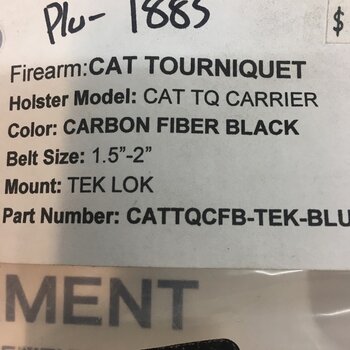 Plu- 1885
$
Firearm:CAT TOURNIQUET
Holster Model: CAT TQ CARRIER
Color: CARBON FIBER BLACK
Belt Size: 1.5"-2"
Mount: TEK LOK
Part Number: CATTQCFB-TEK-BLU
MENT